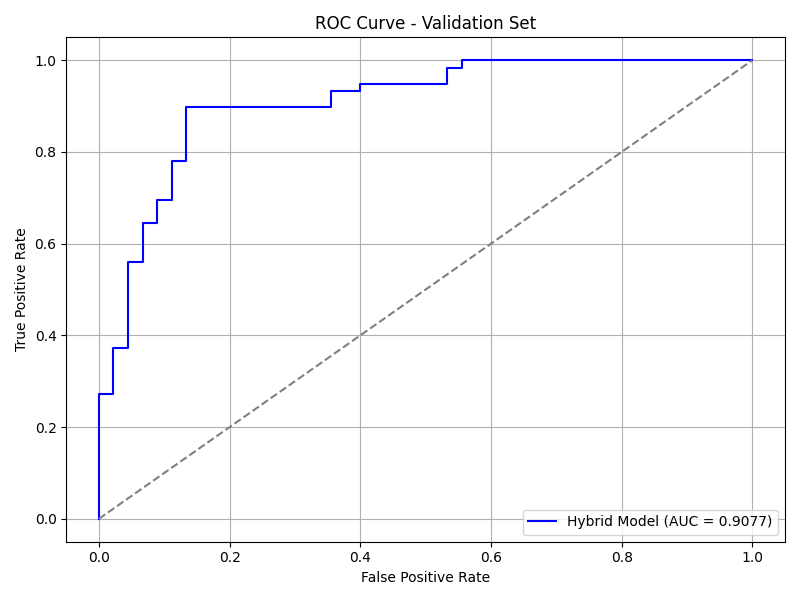 ROC Curve - Validation Set
True Positive Rate
1.0
0.8
0.6
0.4
0.2
0.0
Hybrid Model (AUC = 0.9077)
0.0 0.2 0.4 0.6 0.8 1.0
False Positive Rate